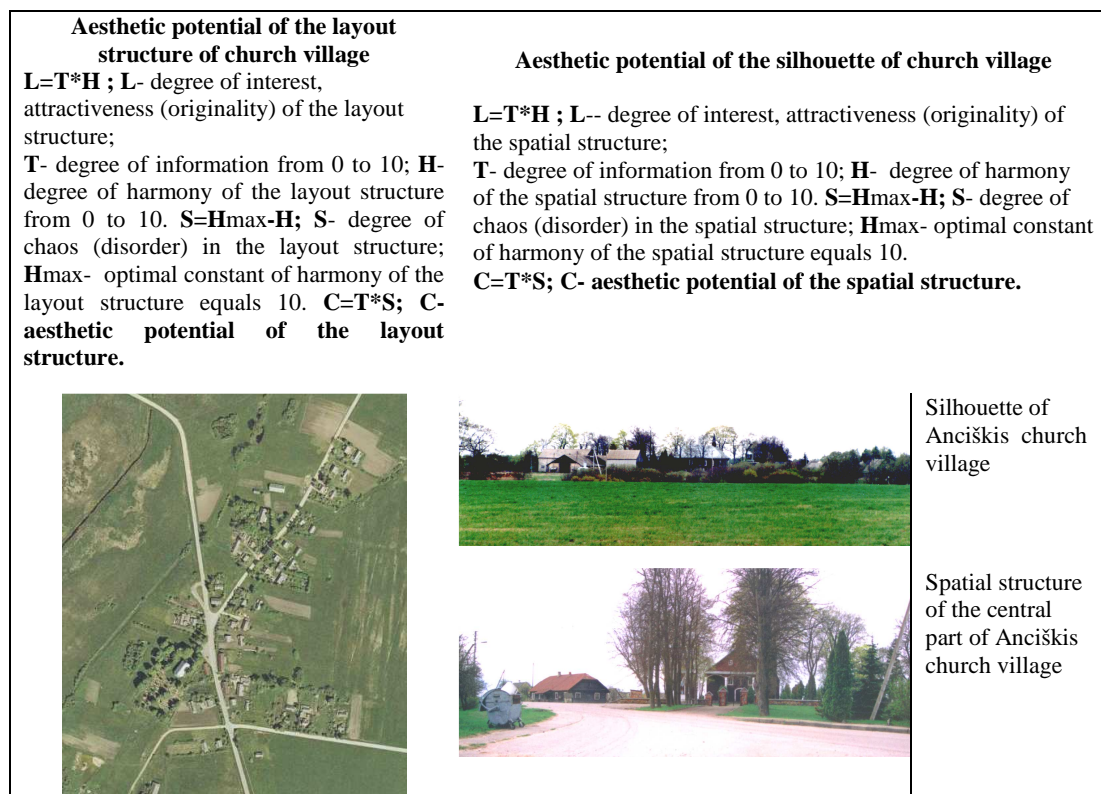 Aesthetic potential of the layout
structure of church village
L=T*H ; L- degree of interest,
attractiveness (originality) of the layout
structure;
T- degree of information from 0 to 10; H-
degree of harmony of the layout structure
from 0 to 10. S=Hmax-H; S- degree of
chaos (disorder) in the layout structure;
Hmax- optimal constant of harmony of the
layout structure equals 10. C=T*S; C-
aesthetic potential of the layout
structure.
Aesthetic potential of the silhouette of church village
L=T*H ; L-- degree of interest, attractiveness (originality) of
the spatial structure;
T- degree of information from 0 to 10; H- degree of harmony
of the spatial structure from 0 to 10. S=Hmax-H; S- degree of
chaos (disorder) in the spatial structure; Hmax- optimal constant
of harmony of the spatial structure equals 10.
C=T*S; C- aesthetic potential of the spatial structure.
Silhouette of
Anciškis church
village
Spatial structure
of the central
part of Anciškis
church village